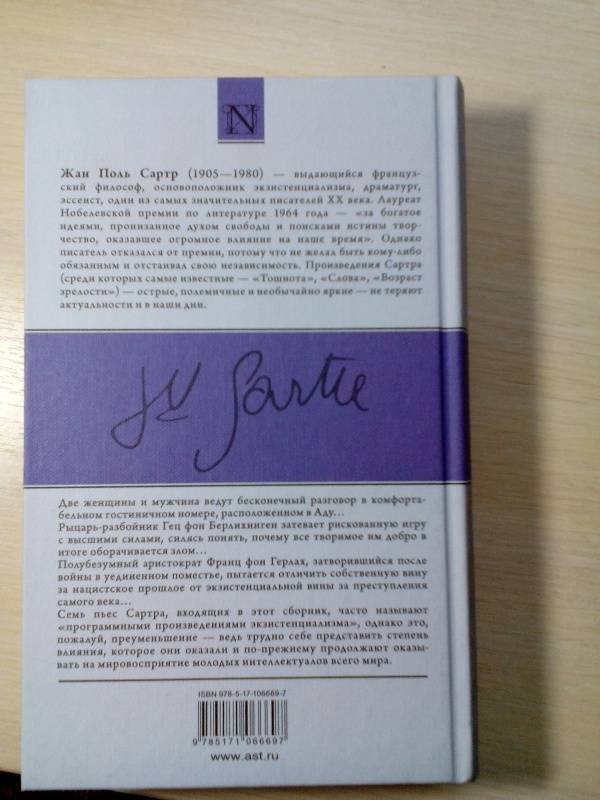 N
Жан Поль Сартр (1905—1980) — выдающийся француз-
ский философ, основоположник экзистенциализма, драматург,
эссеист, один из самых значительных писателей XX века. Лауреат
Нобелевской премии по литературе 1964 года — «за богатое
идеями, пронизанное духом свободы и поисками истины твор-
чество, оказавшее огромное влияние на наше время». Однако
писатель отказался от премии, потому что не желал быть кому-либо
обязанным и отстаивал свою независимость. Произведения Сартра
(среди которых самые известные — «Тошнота», «Слова», «Возраст
зрелости») — острые, полемичные и необычайно яркие — не теряют
актуальности и в наши дни.
Sartre
Две женщины и мужчина ведут бесконечный разговор в комфорта-
бельном гостиничном номере, расположенном в Аду...
Рыцарь-разбойник Гец фон Берлихинген затевает рискованную игру
с высшими силами, силясь понять, почему все творимое им добро в
итоге оборачивается злом...
Полубезумный аристократ Франц фон Герлах, затворившийся после
войны в уединенном поместье, пытается отличить собственную вину
за нацистское прошлое от экзистенциальной вины за преступления
самого века...
Семь пьес Сартра, входящих в этот сборник, часто называют
«программными произведениями экзистенциализма», однако это,
пожалуй, преуменьшение — ведь трудно себе представить степень
влияния, которое они оказали и по-прежнему продолжают оказы-
вать на мировосприятие молодых интеллектуалов всего мира.
ISBN 978-5-17-106669-7
9 785171 066697
www.ast.ru